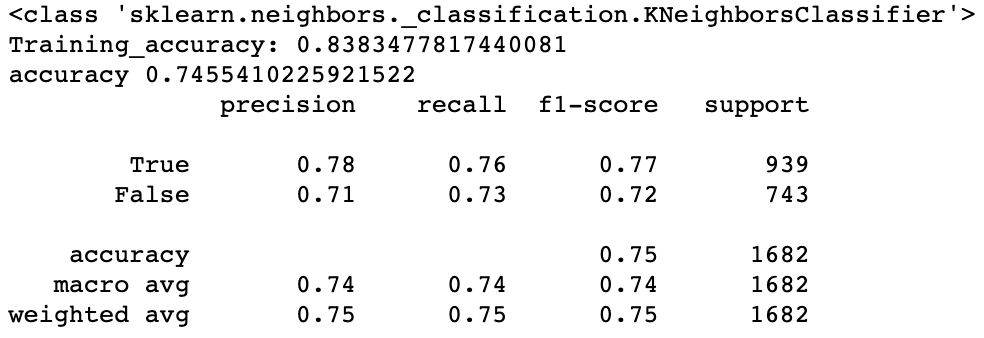 <class 'sklearn.neighbors._classification.KNeighborsClassifier'>
Training_accuracy: 0.8383477817440081
accuracy 0.7455410225921522
precision recall f1-score support
True 0.78 0.76 0.77 939
False 0.71 0.73 0.72 743
accuracy 0.75 1682
macro avg 0.74 0.74 0.74 1682
weighted avg 0.75 0.75 0.75 1682